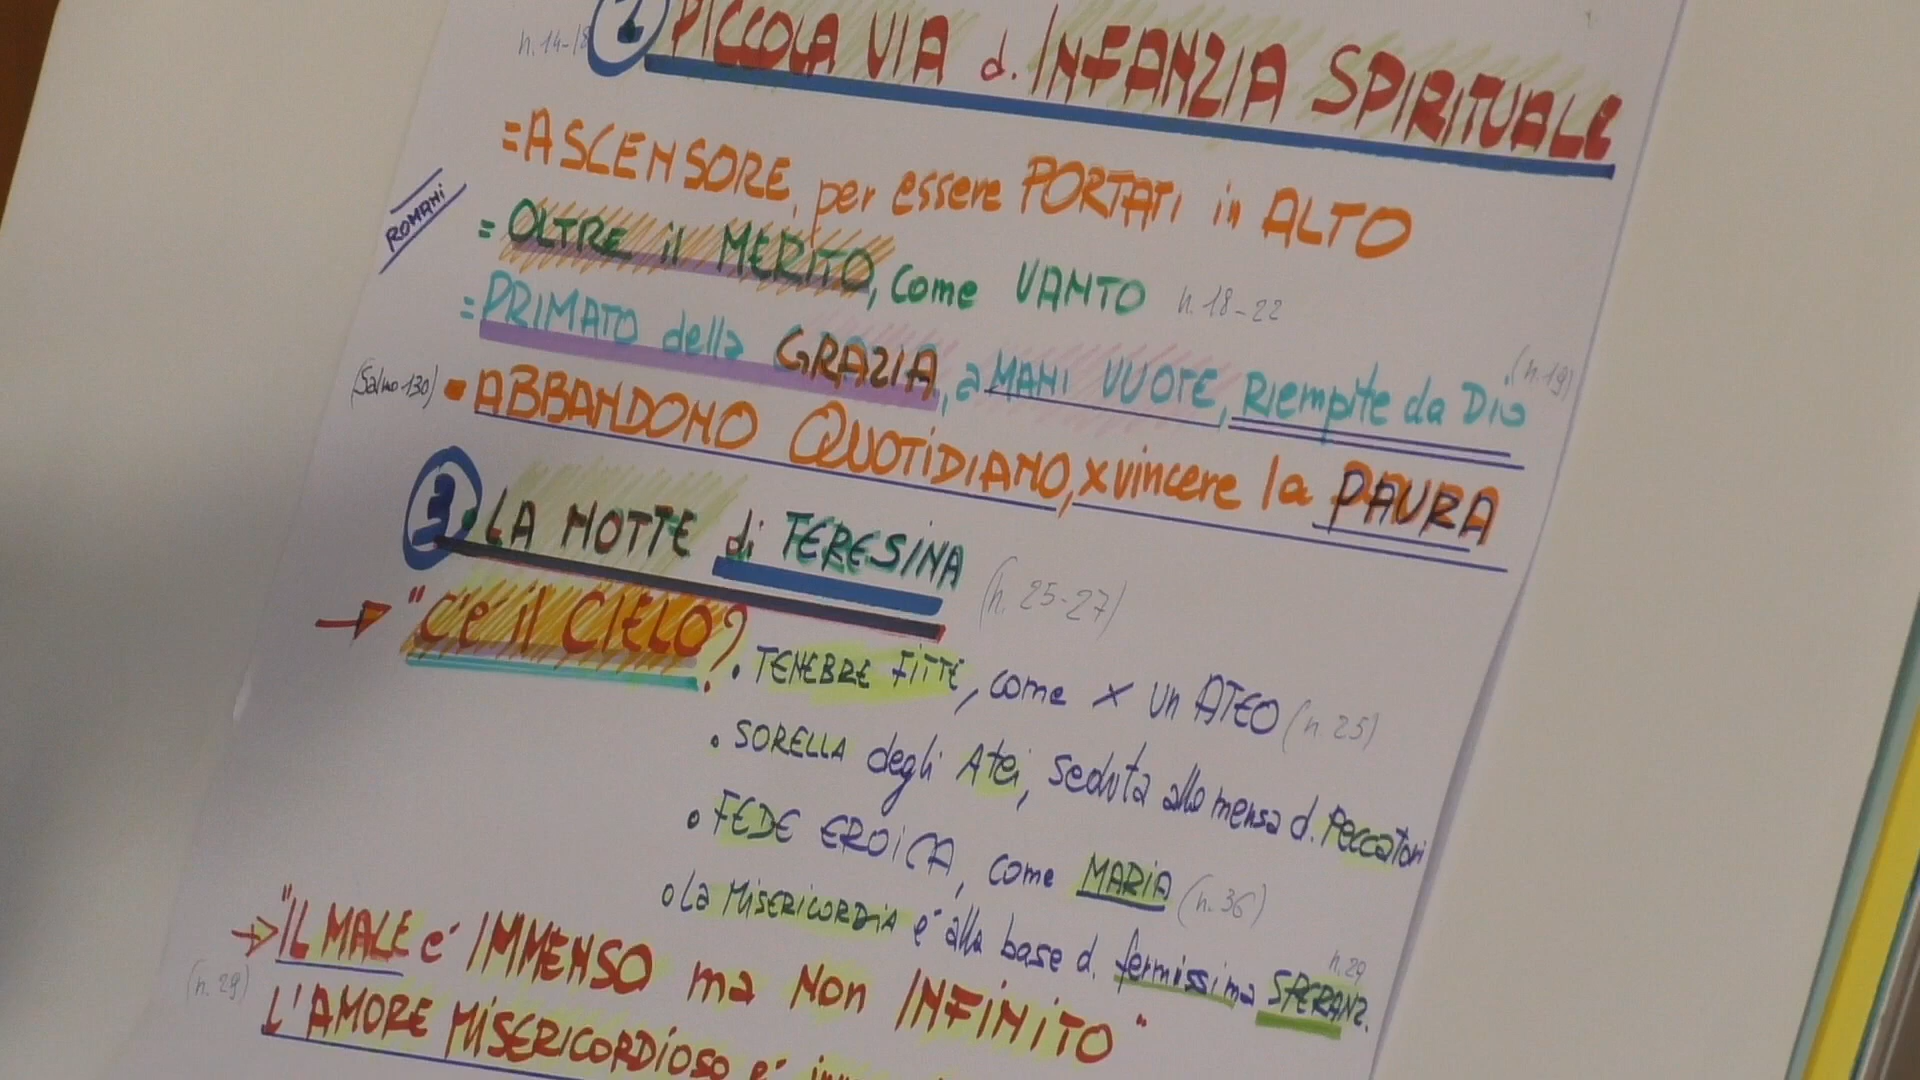 n. 14-18 2 PICCOLA VIA d. INFANZIA SPIRITUALE
= ASCENSORE, per essere PORTATI in ALTO
ROMANI
= OLTRE il MERITO, come VANTO n. 18-22
= PRIMATO della GRAZIA, a MANI VUOTE, Riempite da Dio (n. 19)
(Salmo 130) ABBANDONO QUOTIDIANO, x vincere la PAURA
3. LA NOTTE di TERESINA (n. 25-27)
→ "C'è il CIELO?
• TENEBRE FITTE, come x un ATEO (n. 25)
• SORELLA degli Atei, seduta alla mensa d. Peccatori
• FEDE EROICA, come MARIA (n. 36)
o La MISERICORDIA è alla base d. fermissima SPERANZ. n. 29
→ "IL MALE è IMMENSO ma Non INFINITO"
(n. 29) L'AMORE MISERICORDIOSO è